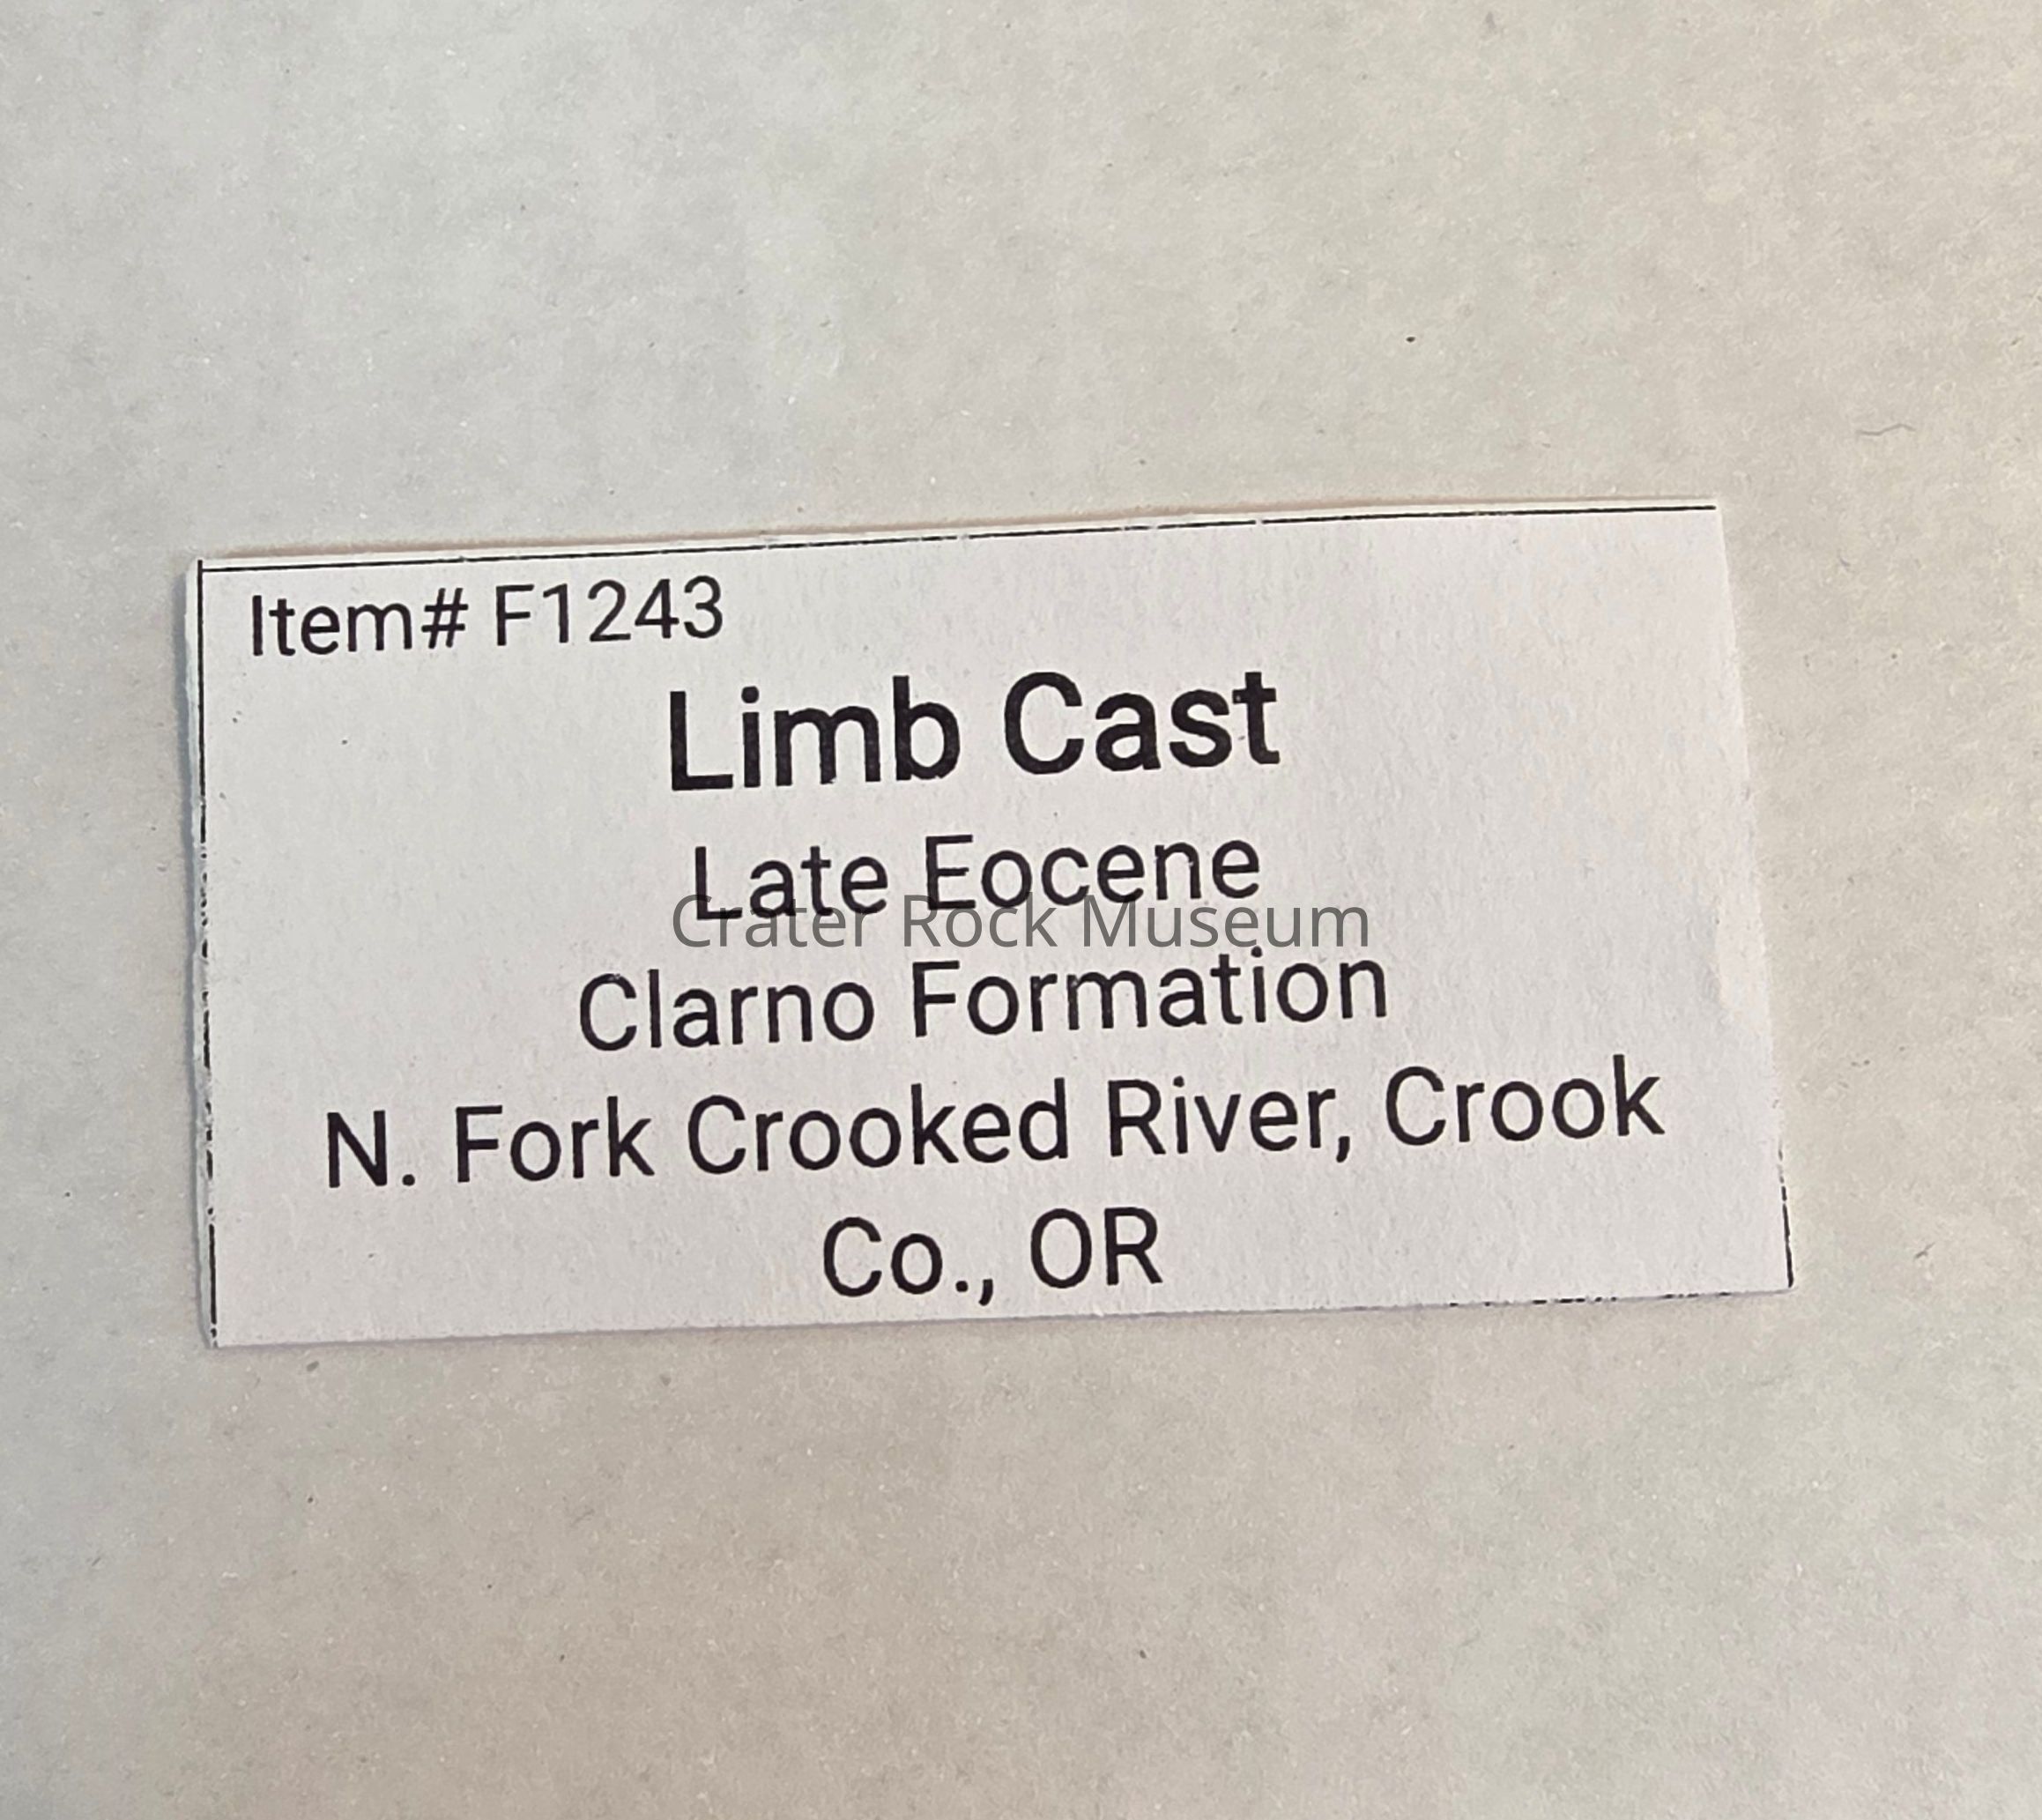 Item# F1243
Limb Cast
Late Eocene
Crater Rock Museum
Clarno Formation
N. Fork Crooked River, Crook
Co., OR